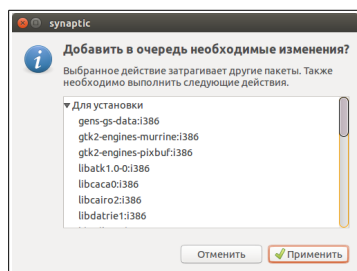 synaptic
Добавить в очередь необходимые изменения?
Выбранное действие затрагивает другие пакеты. Также
необходимо выполнить следующие действия.
Для установки
gens-gs-data:i386
gtk2-engines-murrine:i386
gtk2-engines-pixbuf:i386
libatk1.0-0:i386
libcaca0:i386
libcairo2:i386
libdatrie1:i386
Отменить
Применить